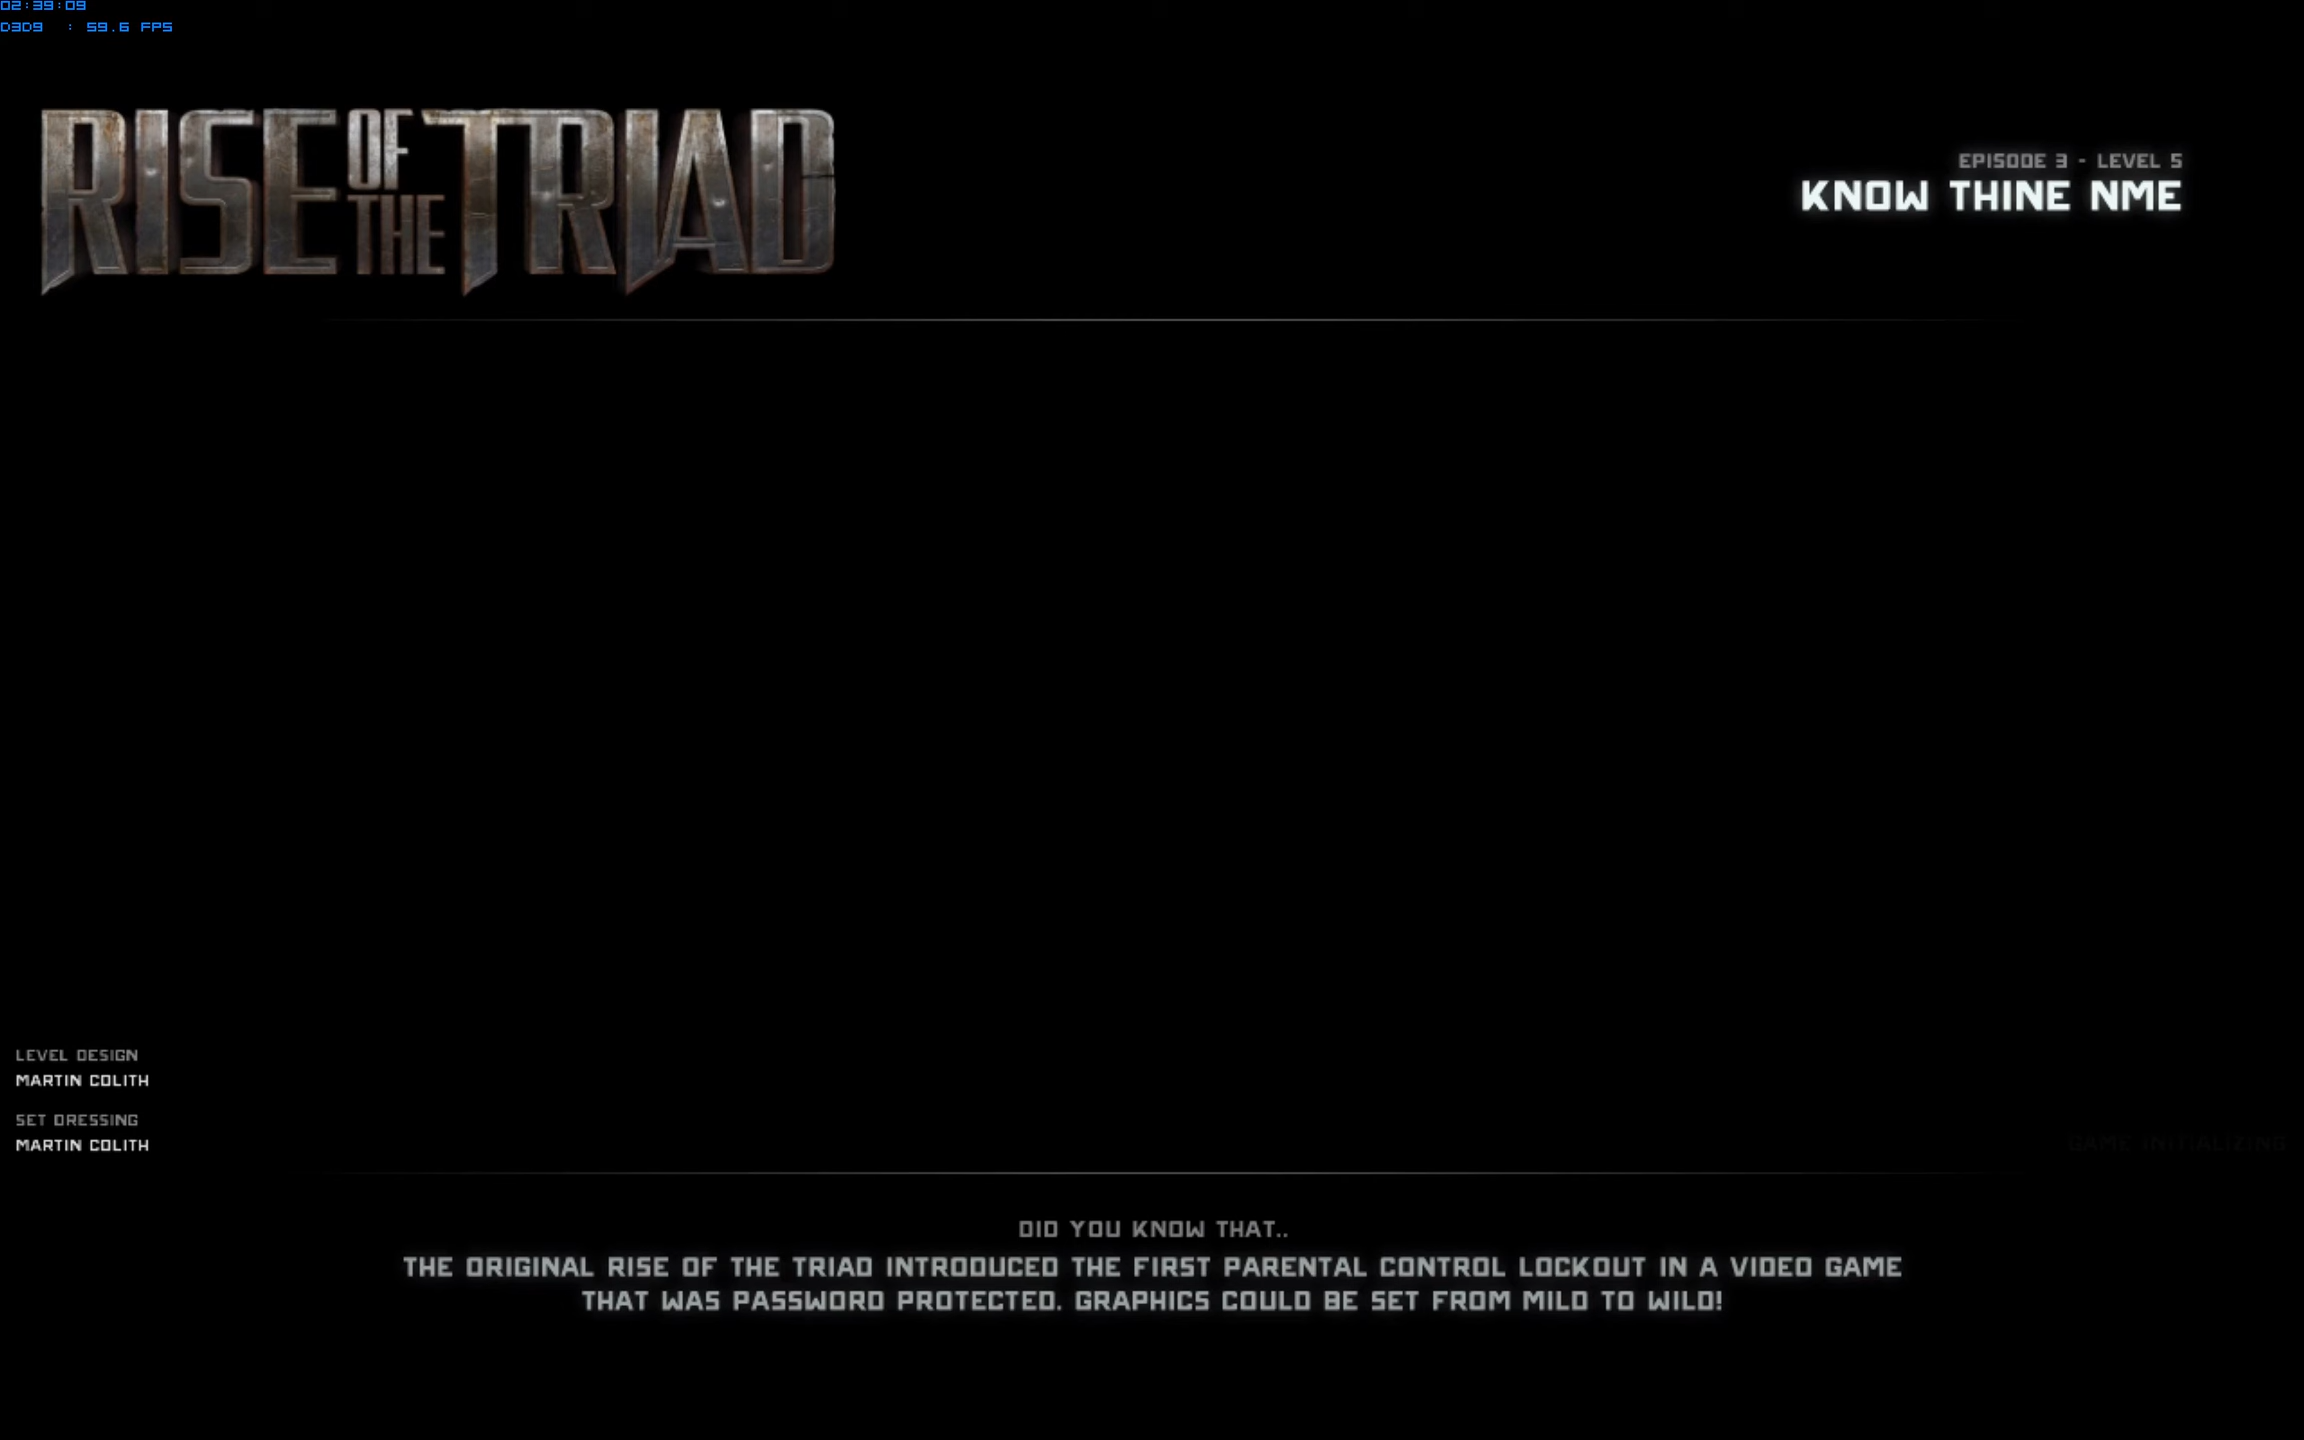 02:39:09
D3D9 : 59.6 FPS
RISE OF THE TRIAD
EPISODE 3 - LEVEL 5
KNOW THINE NME
LEVEL DESIGN
MARTIN COLITH
SET DRESSING
MARTIN COLITH
GAME INITIALIZING
DID YOU KNOW THAT..
THE ORIGINAL RISE OF THE TRIAD INTRODUCED THE FIRST PARENTAL CONTROL LOCKOUT IN A VIDEO GAME
THAT WAS PASSWORD PROTECTED. GRAPHICS COULD BE SET FROM MILD TO WILD!